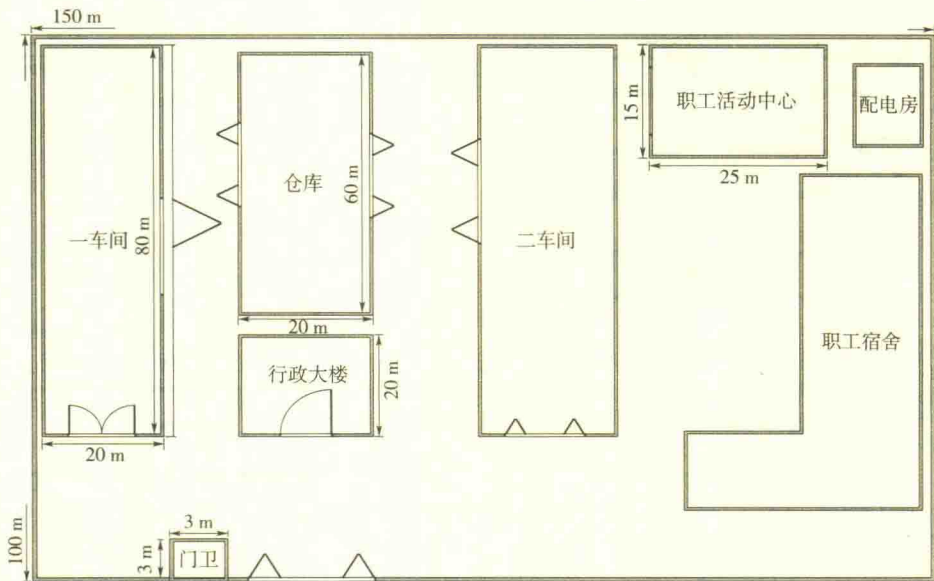 150 m
职工活动中心
配电房
15 m
25 m
仓库
60 m
一车间
80 m
二车间
20 m
职工宿舍
行政大楼
20 m
20 m
100 m
3 m
3 m
门卫